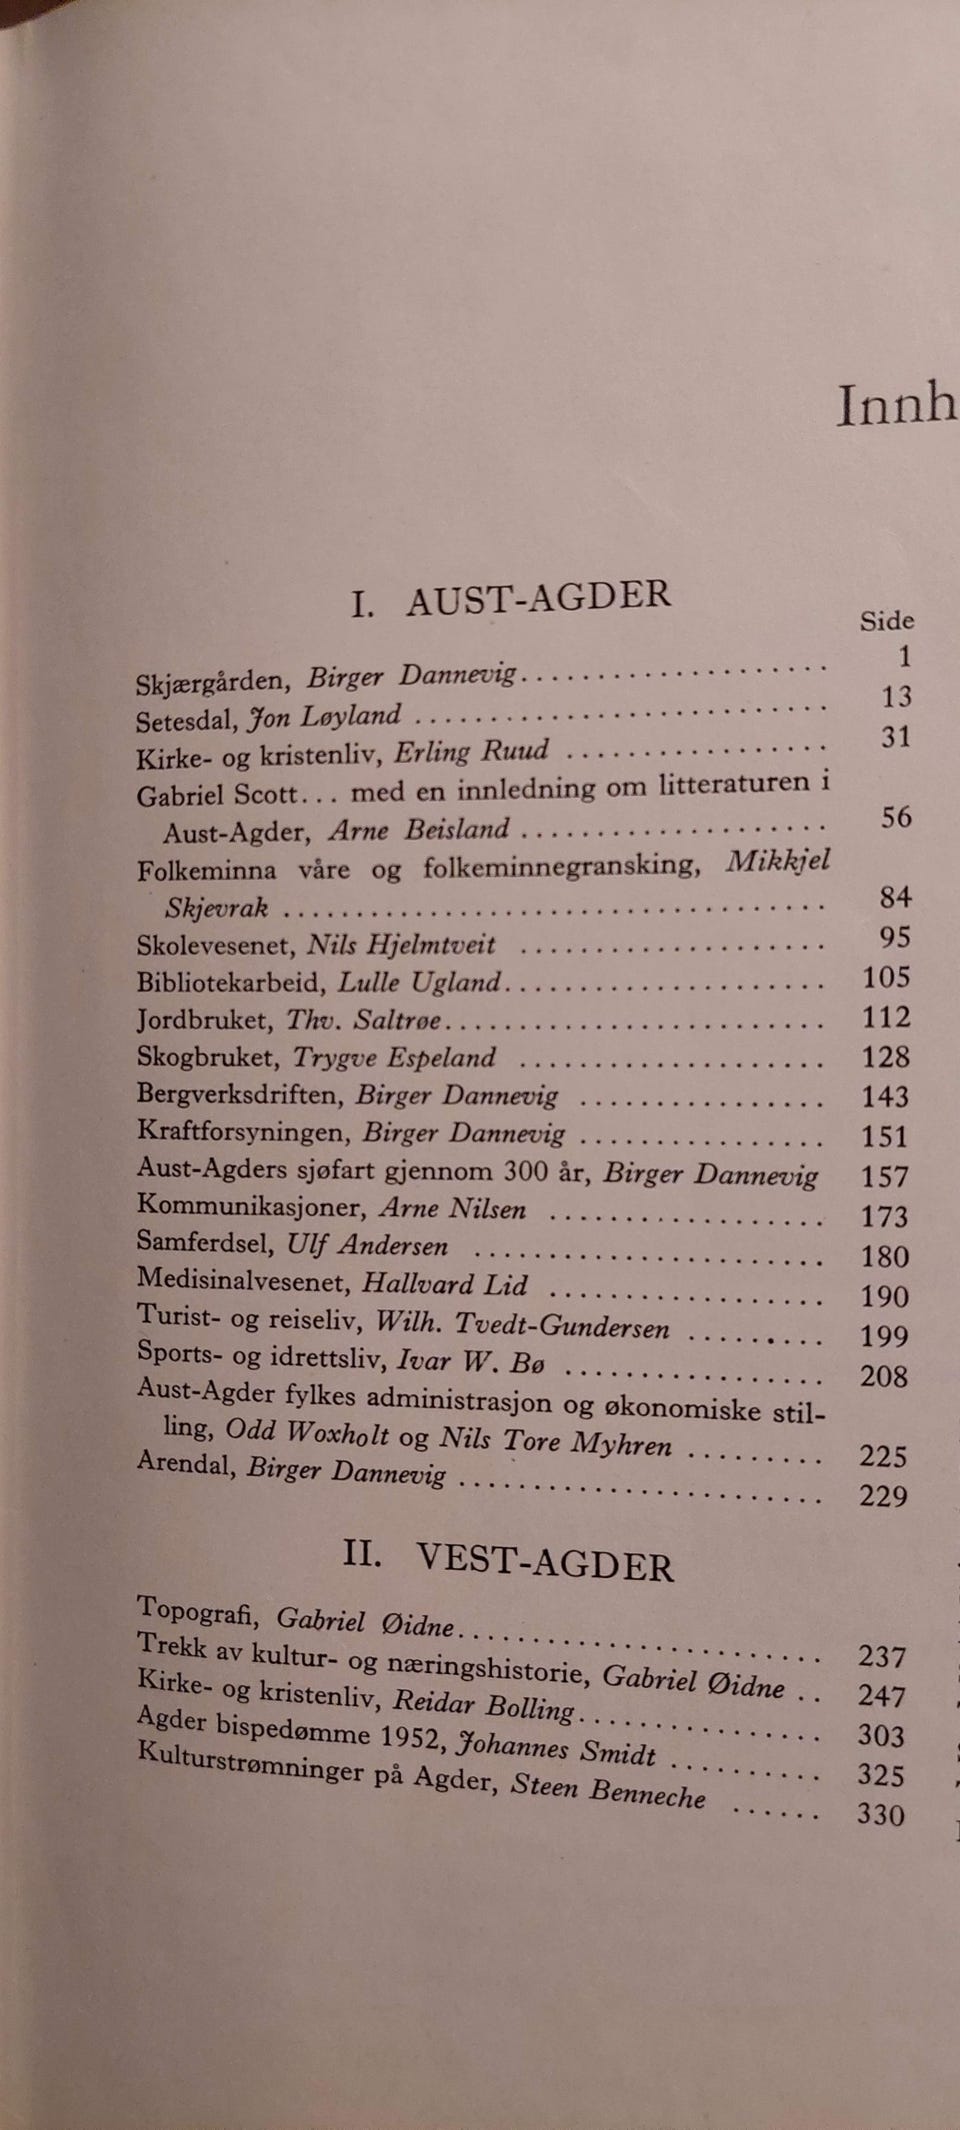 Innh
I. AUST-AGDER
Side
Skjærgården, Birger Dannevig.................... 1
Setesdal, Jon Løyland ............................ 13
Kirke- og kristenliv, Erling Ruud .................. 31
Gabriel Scott... med en innledning om litteraturen i
Aust-Agder, Arne Beisland ..................... 56
Folkeminna våre og folkeminnegransking, Mikkjel
Skjevrak ..................................... 84
Skolevesenet, Nils Hjelmtveit ..................... 95
Bibliotekarbeid, Lulle Ugland...................... 105
Jordbruket, Thv. Saltrøe.......................... 112
Skogbruket, Trygve Espeland ..................... 128
Bergverksdriften, Birger Dannevig ................. 143
Kraftforsyningen, Birger Dannevig ................. 151
Aust-Agders sjøfart gjennom 300 år, Birger Dannevig 157
Kommunikasjoner, Arne Nilsen ................... 173
Samferdsel, Ulf Andersen ........................ 180
Medisinalvesenet, Hallvard Lid ................... 190
Turist- og reiseliv, Wilh. Tvedt-Gundersen ......... 199
Sports- og idrettsliv, Ivar W. Bø .................. 208
Aust-Agder fylkes administrasjon og økonomiske stil-
ling, Odd Woxholt og Nils Tore Myhren ......... 225
Arendal, Birger Dannevig ......................... 229
II. VEST-AGDER
Topografi, Gabriel Øidne......................... 237
Trekk av kultur- og næringshistorie, Gabriel Øidne .. 247
Kirke- og kristenliv, Reidar Bolling................. 303
Agder bispedømme 1952, Johannes Smidt .......... 325
Kulturstrømninger på Agder, Steen Benneche ...... 330